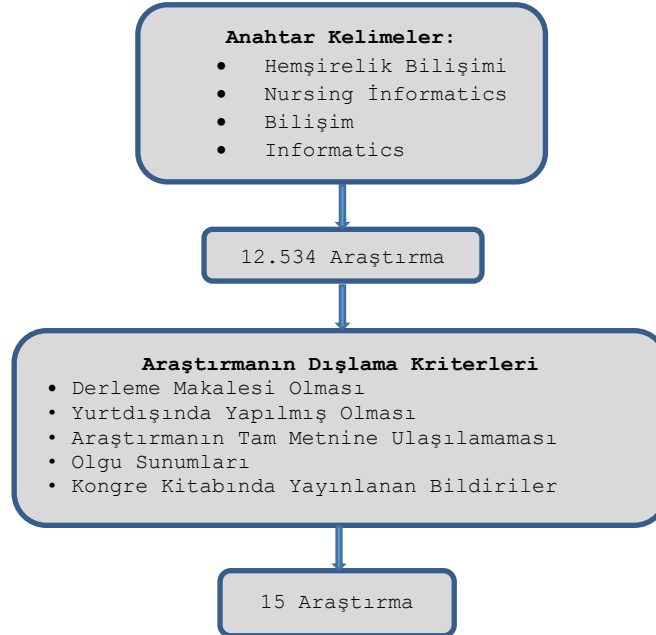 Anahtar Kelimeler:
• Hemşirelik Bilişimi
• Nursing İnformatics
• Bilişim
• Informatics
12.534 Araştırma
Araştırmanın Dışlama Kriterleri
• Derleme Makalesi Olması
• Yurtdışında Yapılmış Olması
• Araştırmanın Tam Metnine Ulaşılamaması
• Olgu Sunumları
• Kongre Kitabında Yayınlanan Bildiriler
15 Araştırma